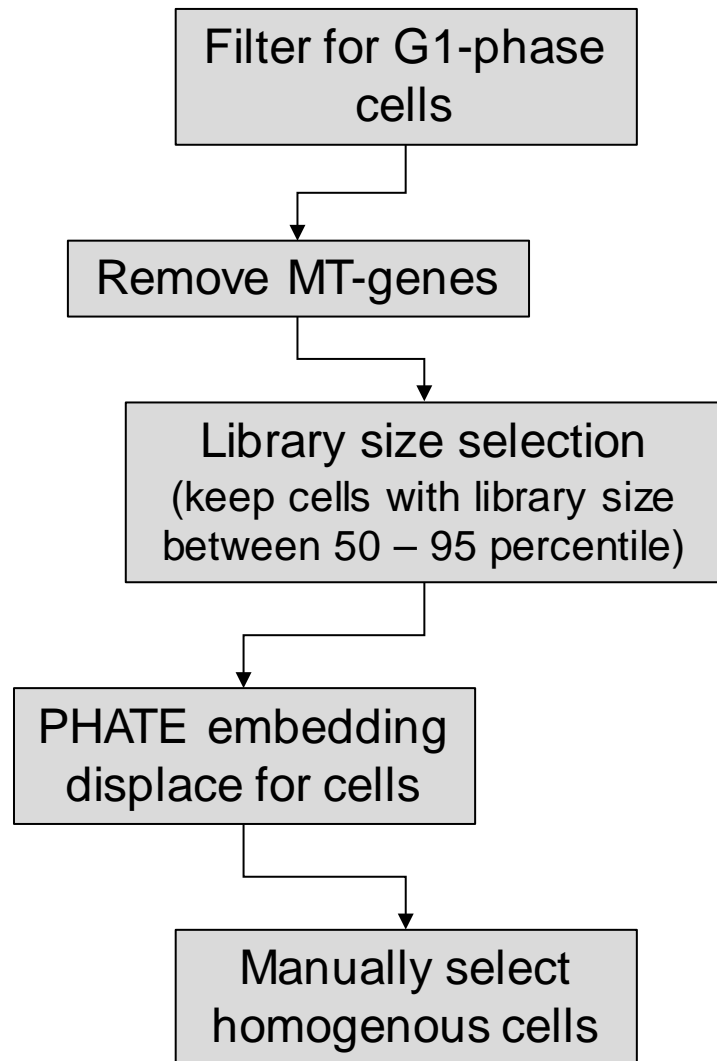 Filter for G1-phase
cells
Remove MT-genes
Library size selection
(keep cells with library size
between 50 – 95 percentile)
PHATE embedding
displace for cells
Manually select
homogenous cells